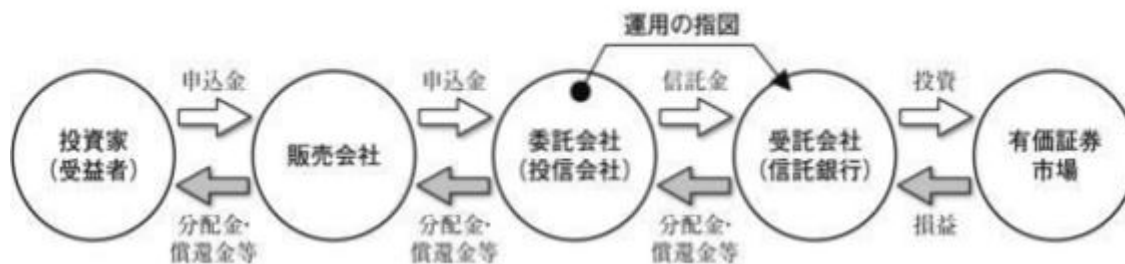 運用の指図
申込金
申込金
信託金
投資
投資家
（受益者）
販売会社
委託会社
（投信会社）
受託会社
（信託銀行）
有価証券
市場
分配金・
償還金等
分配金・
償還金等
分配金・
償還金等
損益